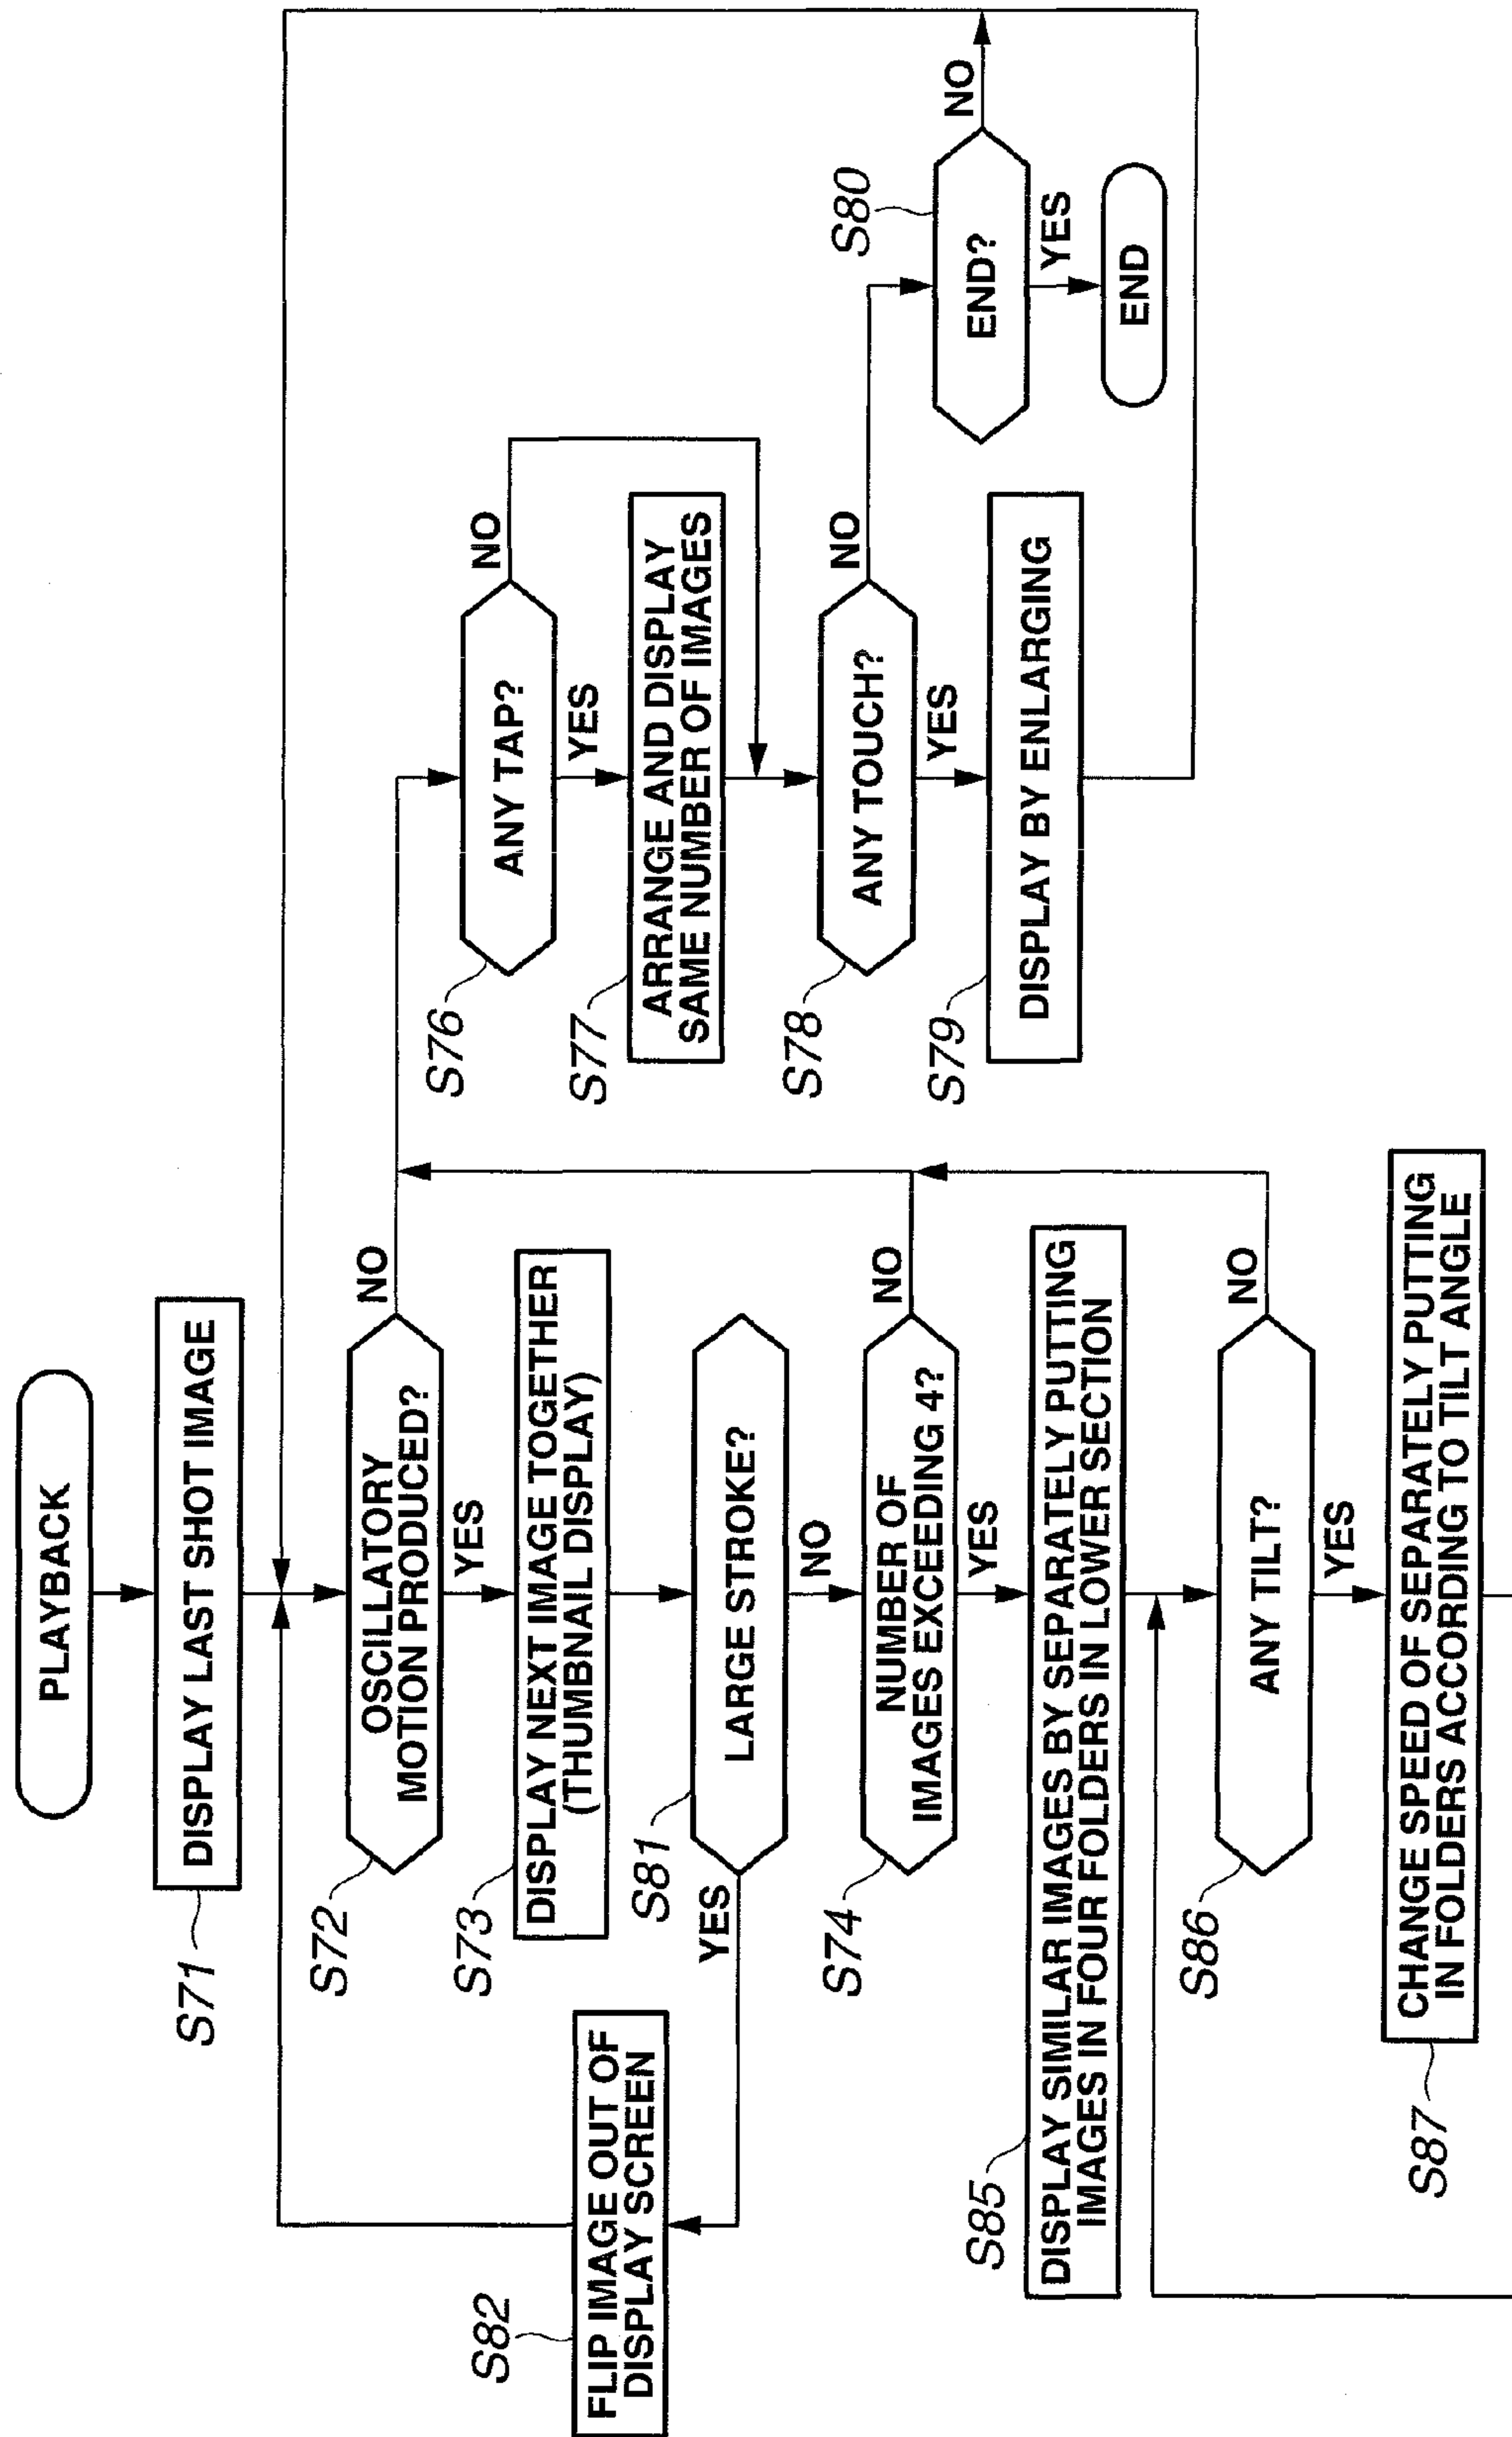 PLAYBACK
S71
DISPLAY LAST SHOT IMAGE
S72
OSCILLATORY
MOTION PRODUCED?
NO
YES
S73
DISPLAY NEXT IMAGE TOGETHER
(THUMBNAIL DISPLAY)
S82
FLIP IMAGE OUT OF
DISPLAY SCREEN
S81
LARGE STROKE?
YES
NO
S74
NUMBER OF
IMAGES EXCEEDING 4?
NO
YES
S85
DISPLAY SIMILAR IMAGES BY SEPARATELY PUTTING
IMAGES IN FOUR FOLDERS IN LOWER SECTION
S86
ANY TILT?
NO
YES
S87
CHANGE SPEED OF SEPARATELY PUTTING
IN FOLDERS ACCORDING TO TILT ANGLE
S76
ANY TAP?
NO
YES
S77
ARRANGE AND DISPLAY
SAME NUMBER OF IMAGES
S78
ANY TOUCH?
NO
YES
S79
DISPLAY BY ENLARGING
S80
END?
NO
YES
END